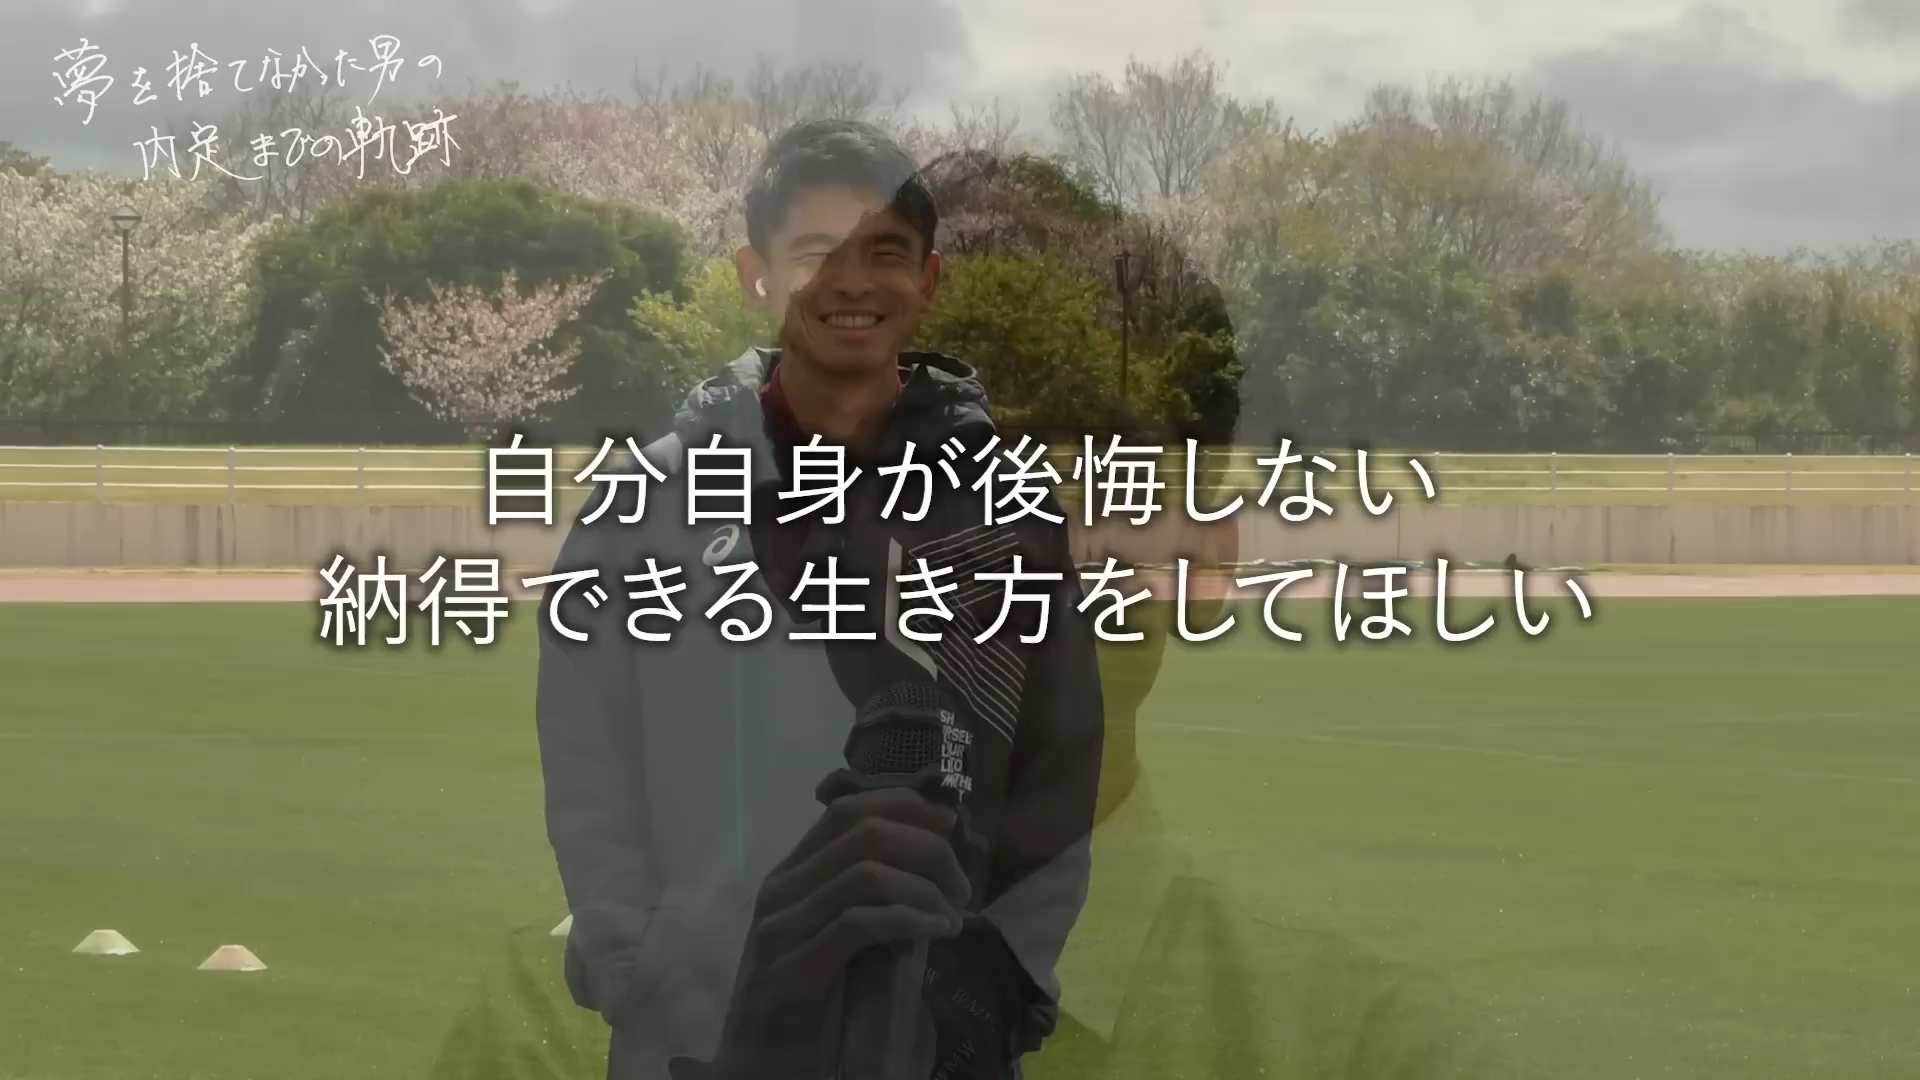 夢を捨てなかった男の
内定までの軌跡
自分自身が後悔しない
納得できる生き方をしてほしい